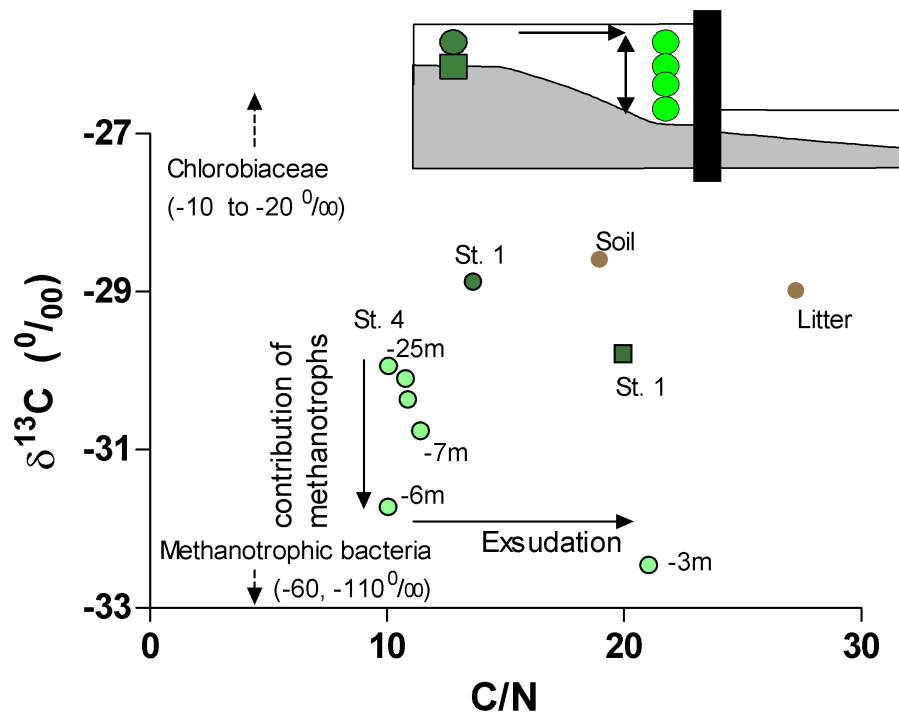 -27
Chlorobiaceae
(-10 to -20 ⁰/₀₀)
Soil
St. 1
-29
Litter
St. 4
-25m
St. 1
δ¹³C (⁰/₀₀)
contribution of
methanotrophs
-31
-7m
-6m
Exsudation
Methanotrophic bacteria
-3m
(-60, -110⁰/₀₀)
-33
0
10
20
30
C/N